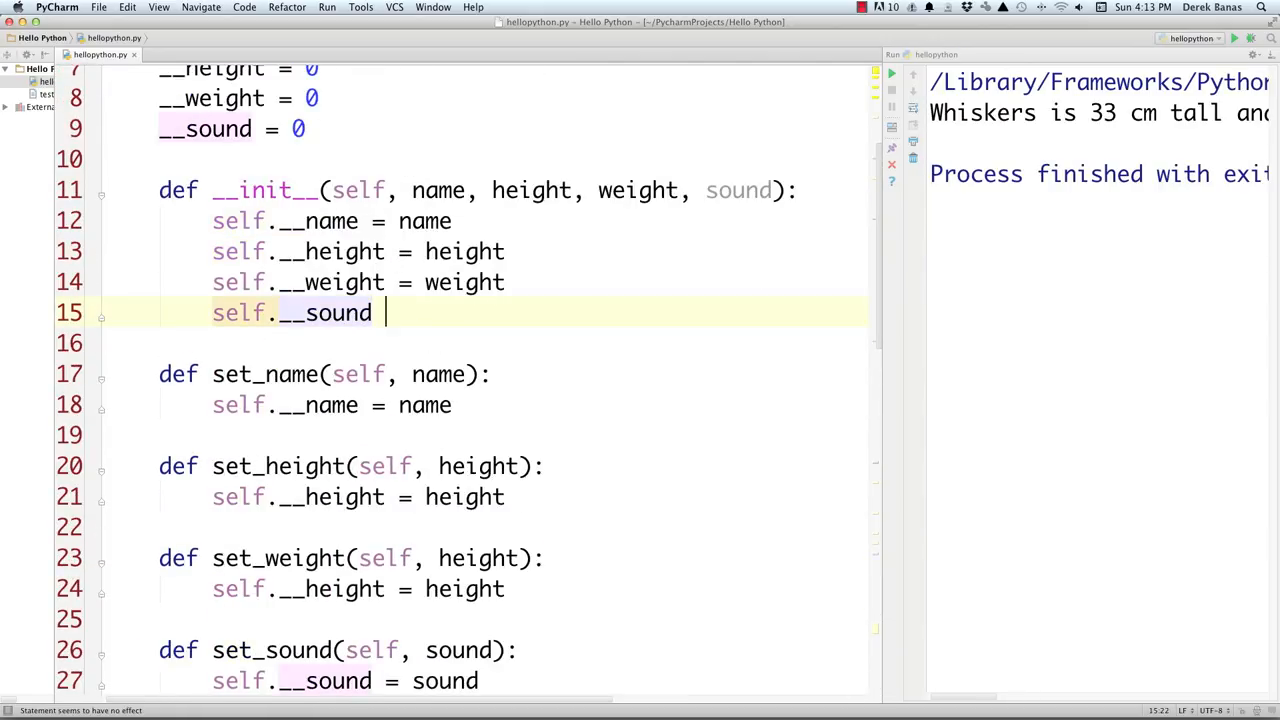 PyCharm File Edit View Navigate Code Refactor Run Tools VCS Window Help 10 Sun 4:13 PM Derek Banas
hellopython.py - Hello Python - [~/PycharmProjects/Hello Python]
Hello Python hellopython.py hellopython
hellopython.py Run hellopython
Hello P
hell
test
Extern
7 __height = 0
8 __weight = 0
9 __sound = 0
10
11 def __init__(self, name, height, weight, sound):
12 self.__name = name
13 self.__height = height
14 self.__weight = weight
15 self.__sound
16
17 def set_name(self, name):
18 self.__name = name
19
20 def set_height(self, height):
21 self.__height = height
22
23 def set_weight(self, height):
24 self.__height = height
25
26 def set_sound(self, sound):
27 self.__sound = sound
/Library/Frameworks/Python
Whiskers is 33 cm tall and
Process finished with exit
Statement seems to have no effect 15:22 LF UTF-8